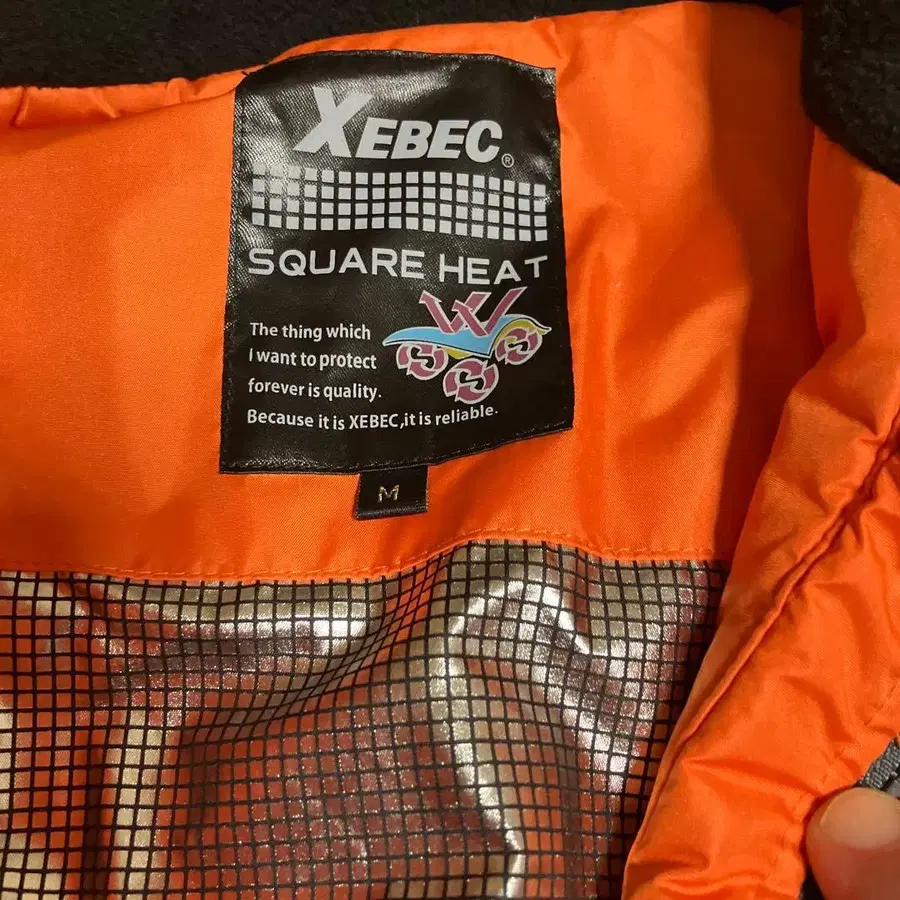 XEBEC®
SQUARE HEAT
The thing which
I want to protect
forever is quality.
Because it is XEBEC,it is reliable.
M